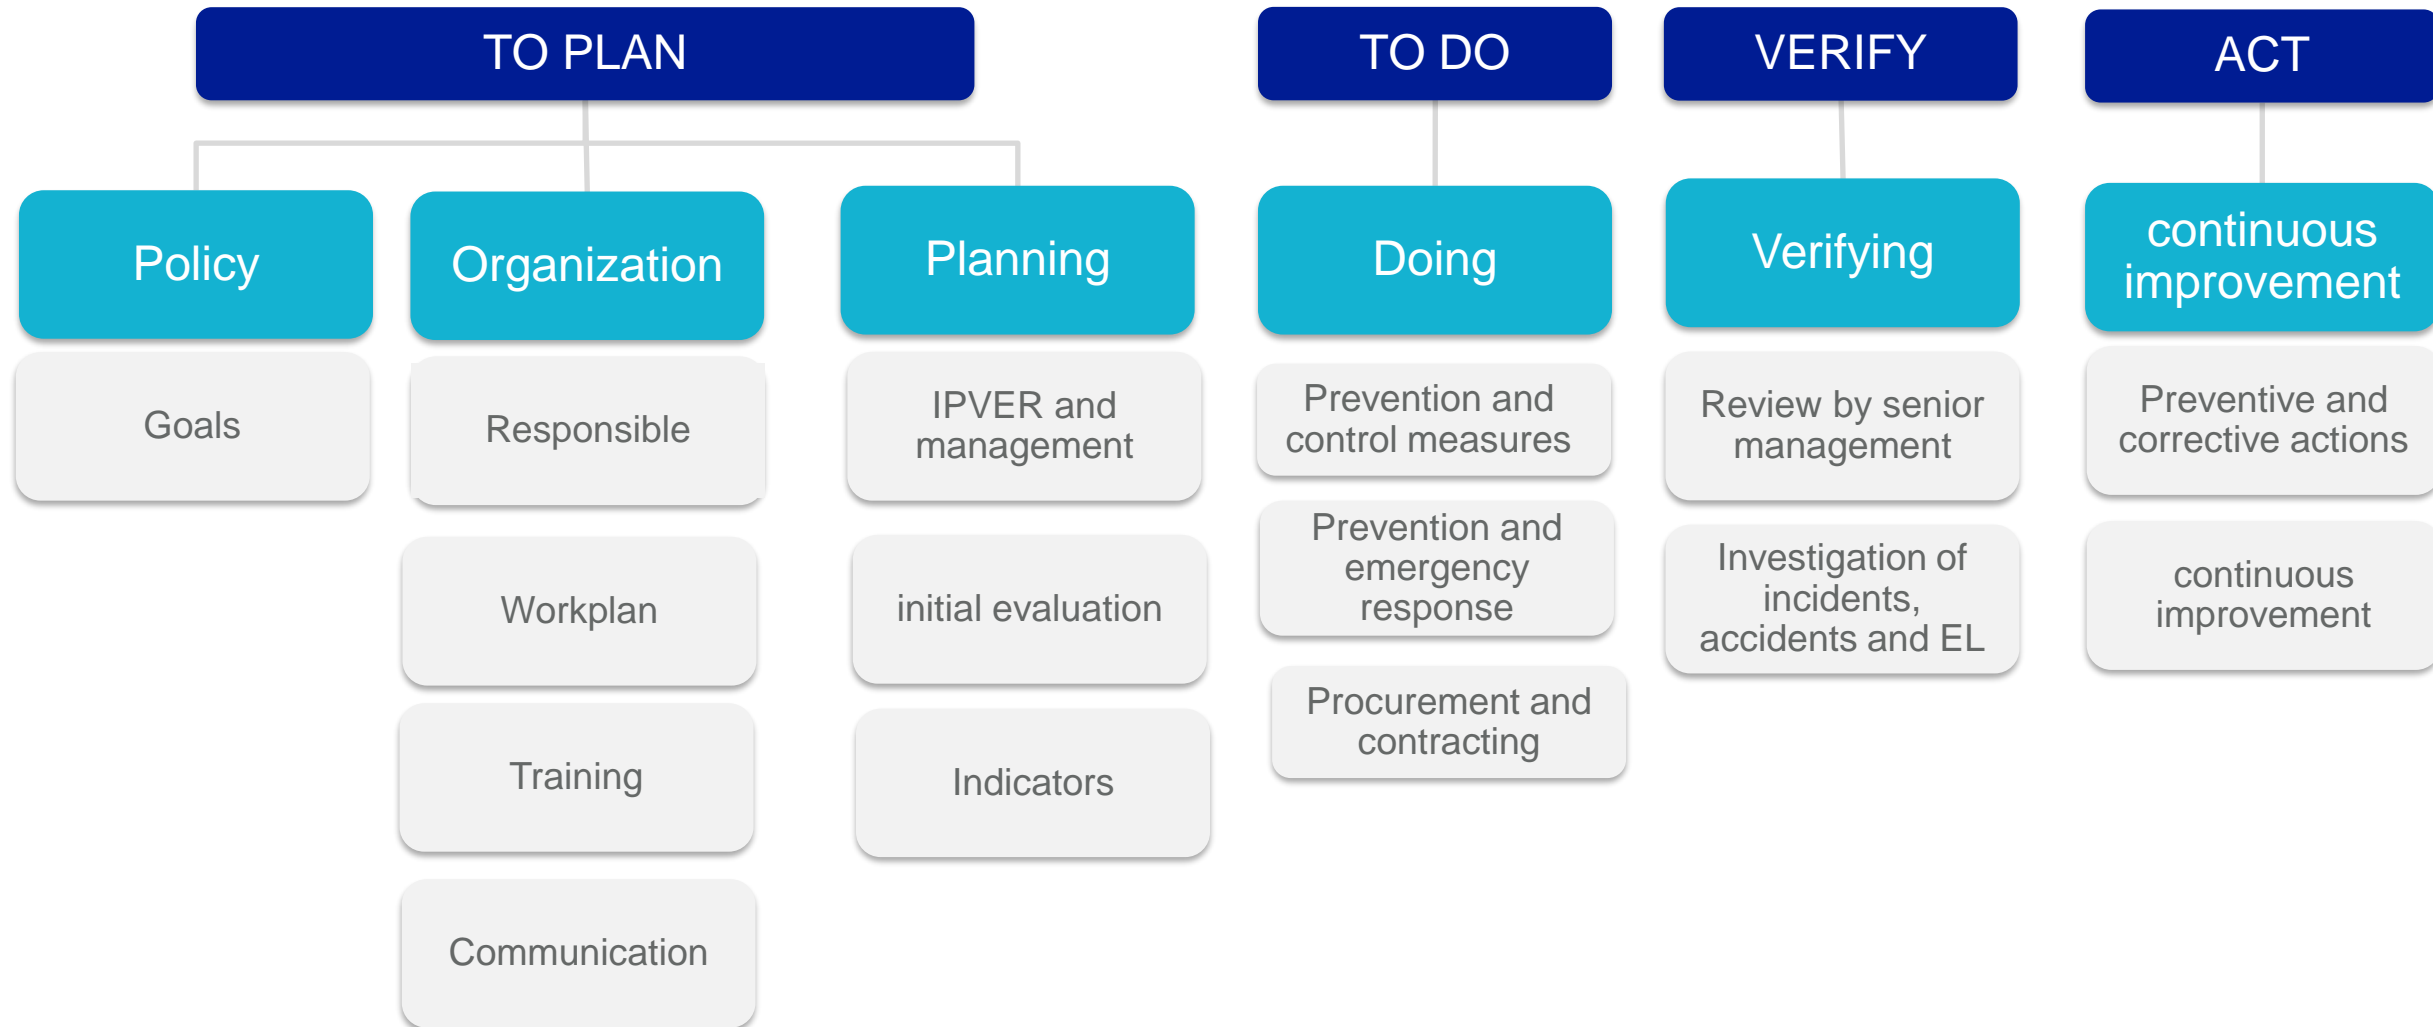 TO PLAN
TO DO
VERIFY
ACT
Policy
Organization
Planning
Doing
Verifying
continuous
improvement
Goals
Responsible
Workplan
Training
Communication
IPVER and
management
initial evaluation
Indicators
Prevention and
control measures
Prevention and
emergency
response
Procurement and
contracting
Review by senior
management
Investigation of
incidents,
accidents and EL
Preventive and
corrective actions
continuous
improvement